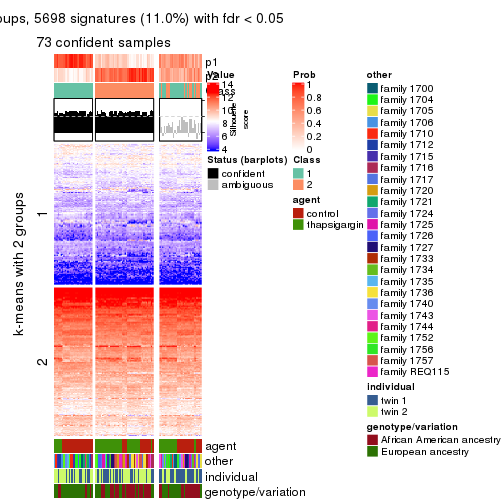 oups, 5698 signatures (11.0%) with fdr < 0.05
73 confident samples
p1
p2
Class
Silhouette
score
k-means with 2 groups
1
2
agent
other
individual
genotype/variation
Value
14
12
10
8
6
4
Status (barplots)
confident
ambiguous
Prob
1
0.8
0.6
0.4
0.2
0
Class
1
2
agent
control
thapsigargin
other
family 1700
family 1704
family 1705
family 1706
family 1710
family 1712
family 1715
family 1716
family 1717
family 1720
family 1721
family 1724
family 1725
family 1726
family 1727
family 1733
family 1734
family 1735
family 1736
family 1740
family 1743
family 1744
family 1752
family 1756
family 1757
family REQ115
individual
twin 1
twin 2
genotype/variation
African American ancestry
European ancestry